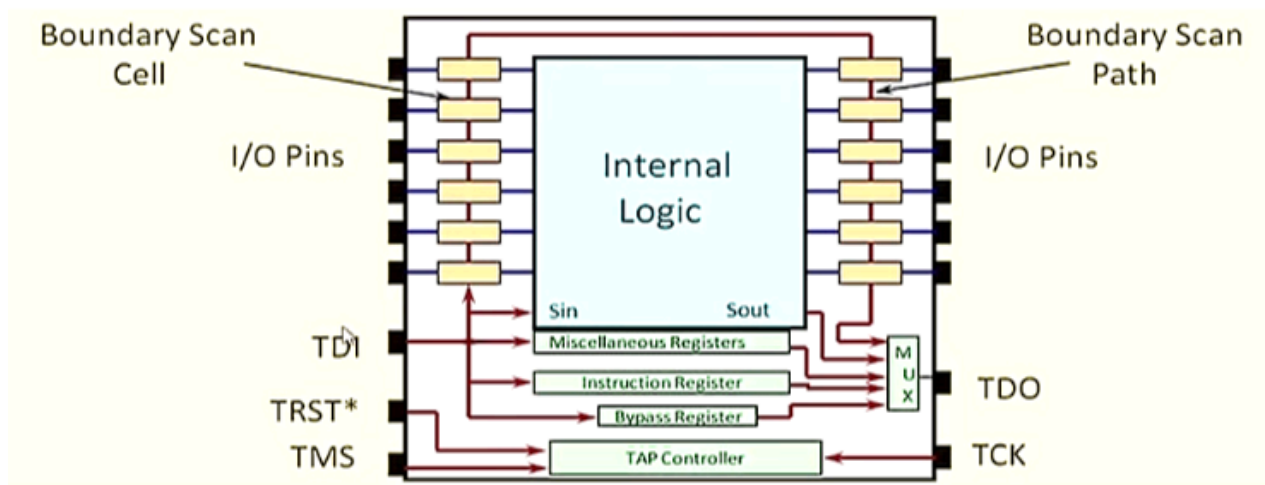 Boundary Scan
Cell
Boundary Scan
Path
I/O Pins
Internal
Logic
I/O Pins
Sin
Sout
TDI
Miscellaneous Registers
MUX
Instruction Register
TDO
TRST*
Bypass Register
TMS
TAP Controller
TCK